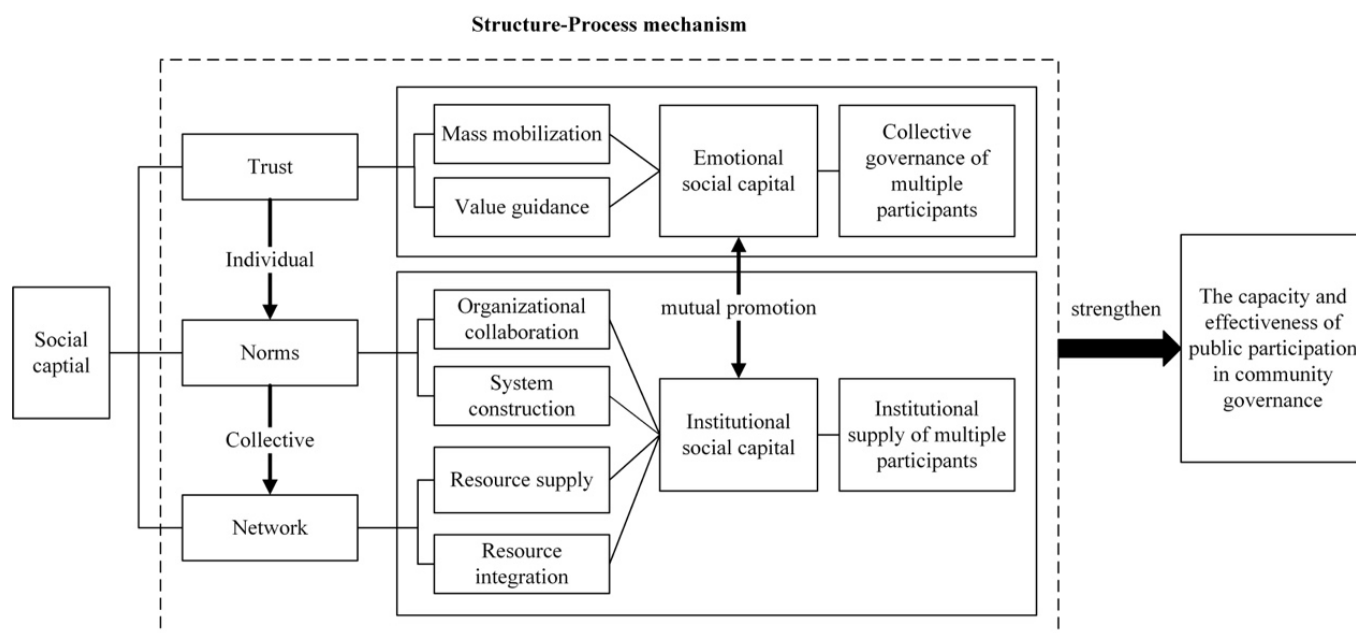 Structure-Process mechanism
Mass mobilization
Trust
Value guidance
Emotional
social capital
Collective
governance of
multiple
participants
Individual
Social
captial
Norms
Organizational
collaboration
System
construction
mutual promotion
Collective
Network
Resource supply
Resource
integration
Institutional
social capital
Institutional
supply of multiple
participants
strengthen
The capacity and
effectiveness of
public participation
in community
governance